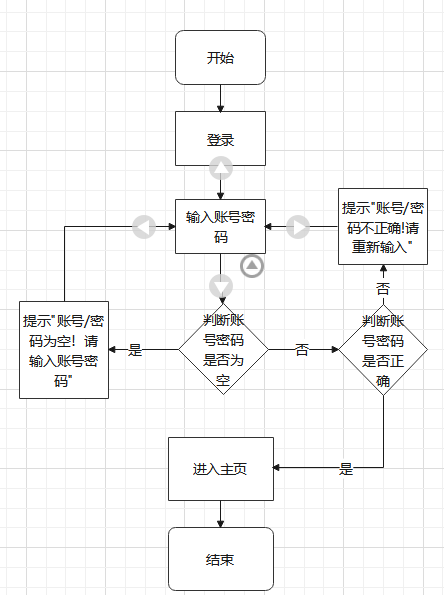 开始
登录
输入账号密
码
提示"账号/密
码不正确!请
重新输入"
否
提示"账号/密
码为空！请
输入账号密
码"
是
判断账
号密码
是否为
空
否
判断账
号密码
是否正
确
进入主页
是
结束